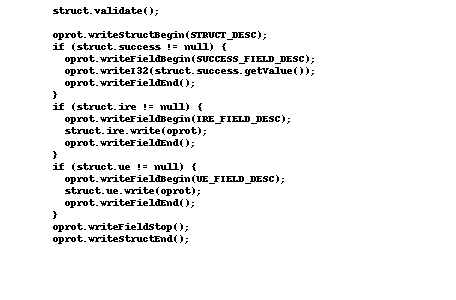 struct.validate();

oprot.writeStructBegin(STRUCT_DESC);
if (struct.success != null) {
  oprot.writeFieldBegin(SUCCESS_FIELD_DESC);
  oprot.writeI32(struct.success.getValue());
  oprot.writeFieldEnd();
}
if (struct.ire != null) {
  oprot.writeFieldBegin(IRE_FIELD_DESC);
  struct.ire.write(oprot);
  oprot.writeFieldEnd();
}
if (struct.ue != null) {
  oprot.writeFieldBegin(UE_FIELD_DESC);
  struct.ue.write(oprot);
  oprot.writeFieldEnd();
}
oprot.writeFieldStop();
oprot.writeStructEnd();